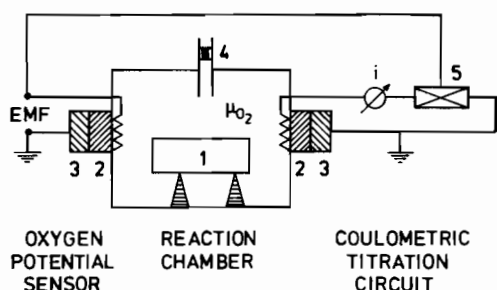 4
i
5
EMF
μO2
3 2
1
2 3
OXYGEN
POTENTIAL
SENSOR
REACTION
CHAMBER
COULOMETRIC
TITRATION
CIRCUIT